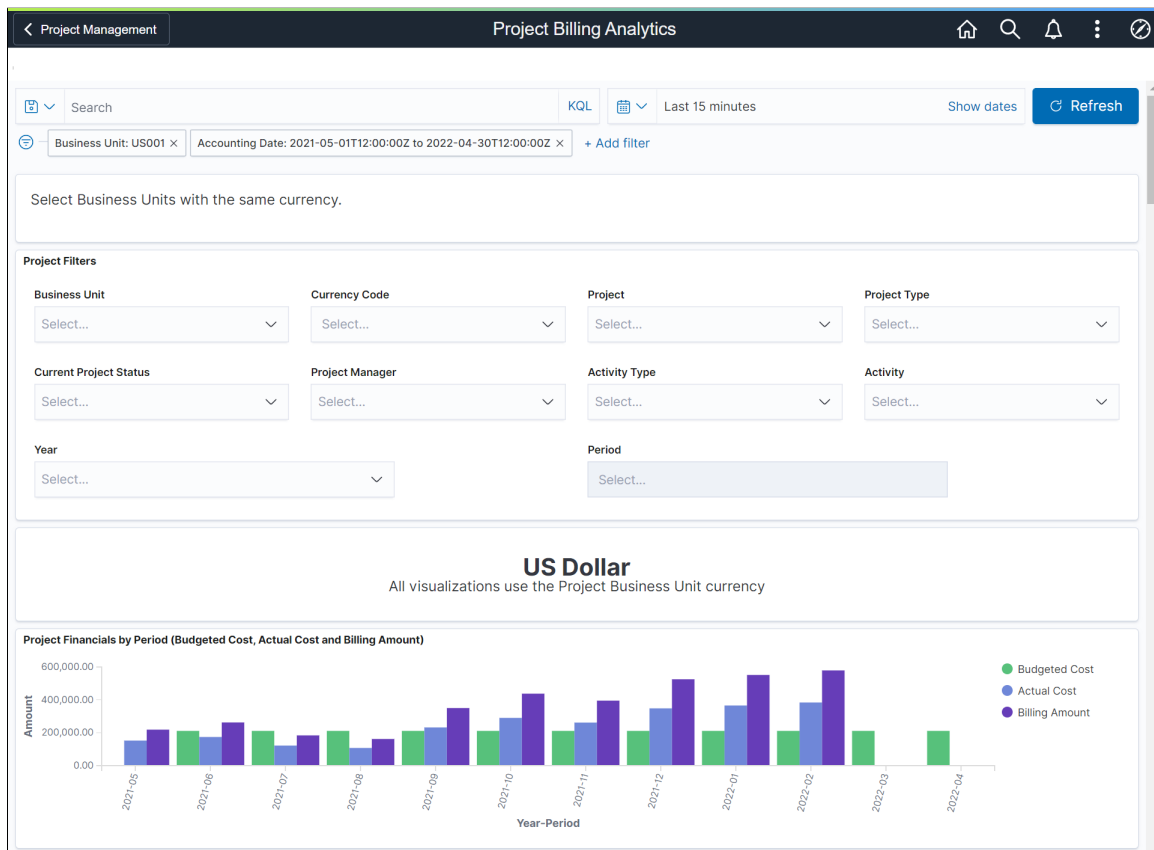 Project Management
Project Billing Analytics
Search
KQL
Last 15 minutes
Show dates
Refresh
Business Unit: US001 ×
Accounting Date: 2021-05-01T12:00:00Z to 2022-04-30T12:00:00Z ×
+ Add filter
Select Business Units with the same currency.
Project Filters
Business Unit
Currency Code
Project
Project Type
Select...
Select...
Select...
Select...
Current Project Status
Project Manager
Activity Type
Activity
Select...
Select...
Select...
Select...
Year
Period
Select...
Select...
US Dollar
All visualizations use the Project Business Unit currency
Project Financials by Period (Budgeted Cost, Actual Cost and Billing Amount)
600,000.00
400,000.00
200,000.00
0.00
Amount
2021-05
2021-06
2021-07
2021-08
2021-09
2021-10
2021-11
2021-12
2022-01
2022-02
2022-03
2022-04
Year-Period
Budgeted Cost
Actual Cost
Billing Amount